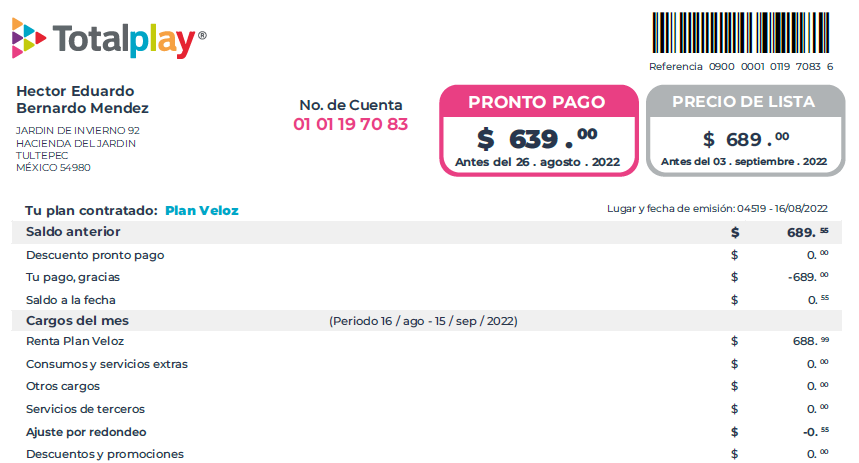 Totalplay®
Referencia 0900 0001 0119 7083 6
Hector Eduardo
Bernardo Mendez
JARDIN DE INVIERNO 92
HACIENDA DEL JARDIN
TULTEPEC
MÉXICO 54980
No. de Cuenta
01 01 19 70 83
PRONTO PAGO
$ 639 . 00
Antes del 26 . agosto . 2022
PRECIO DE LISTA
$ 689 . 00
Antes del 03 . septiembre . 2022
Tu plan contratado: Plan Veloz
Lugar y fecha de emisión: 04519 - 16/08/2022
Saldo anterior $ 689. 55
Descuento pronto pago $ 0. 00
Tu pago, gracias $ -689. 00
Saldo a la fecha $ 0. 55
Cargos del mes (Periodo 16 / ago - 15 / sep / 2022)
Renta Plan Veloz $ 688. 99
Consumos y servicios extras $ 0. 00
Otros cargos $ 0. 00
Servicios de terceros $ 0. 00
Ajuste por redondeo $ -0. 55
Descuentos y promociones $ 0. 00